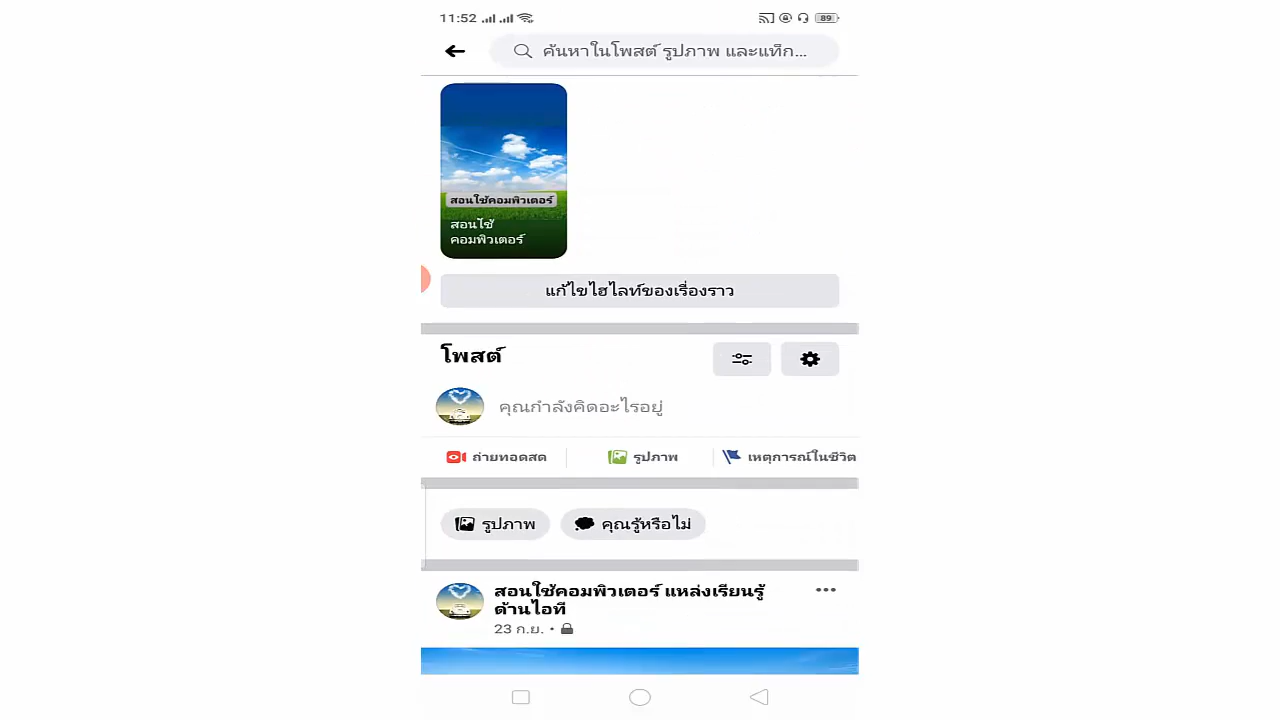 11:52
89
ค้นหาในโพสต์ รูปภาพ และแท็ก...
สอนใช้คอมพิวเตอร์
สอนใช้
คอมพิวเตอร์
แก้ไขไฮไลท์ของเรื่องราว
โพสต์
คุณกำลังคิดอะไรอยู่
ถ่ายทอดสด
รูปภาพ
เหตุการณ์ในชีวิต
รูปภาพ
คุณรู้หรือไม่
สอนใช้คอมพิวเตอร์ แหล่งเรียนรู้
ด้านไอที
23 ก.ย. •